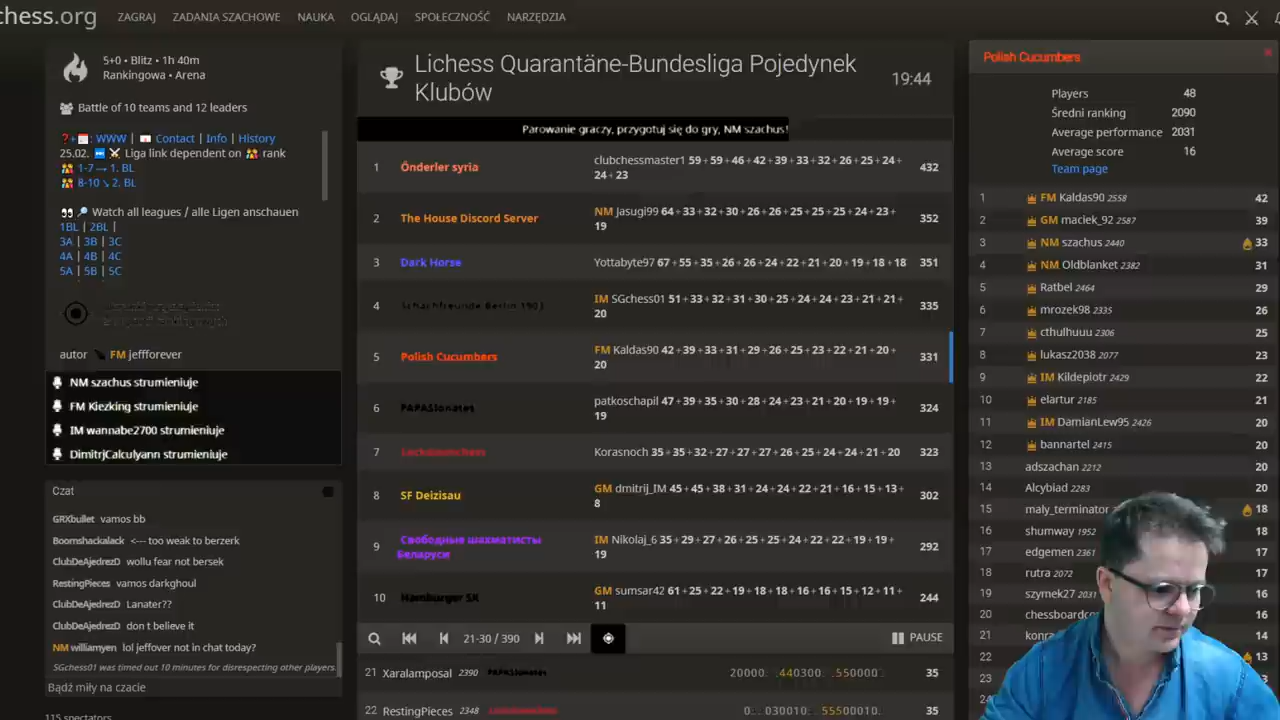 chess.org
ZAGRAJ ZADANIA SZACHOWE NAUKA OGLĄDAJ SPOŁECZNOŚĆ NARZĘDZIA
5+0 • Blitz • 1h 40m
Rankingowa • Arena
Battle of 10 teams and 12 leaders
WWW | Contact | Info | History
25.02. Liga link dependent on rank
1-7 → 1. BL
8-10 ↘ 2. BL
Watch all leagues / alle Ligen anschauen
1BL | 2BL |
3A | 3B | 3C
4A | 4B | 4C
5A | 5B | 5C
autor FM jeffforever
NM szachus strumieniuje
FM Kiezking strumieniuje
IM wannabe2700 strumieniuje
DimitrjCalculyann strumieniuje
Czat
GRXbullet vamos bb
Boomshackalack <--- too weak to berzerk
ClubDeAjedrezD wollu fear not bersek
RestingPieces vamos darkghoul
ClubDeAjedrezD Lanater??
ClubDeAjedrezD don t believe it
NM williamyen lol jeffover not in chat today?
SGchess01 was timed out 10 minutes for disrespecting other players.
Bądź miły na czacie
115 spectators
Lichess Quarantäne-Bundesliga Pojedynek
Klubów
19:44
Parowanie graczy, przygotuj się do gry, NM szachus!
1 Önderler syria clubchessmaster1 59+59+46+42+39+33+32+26+25+24+
24+23 432
2 The House Discord Server NM Jasugi99 64+33+32+30+26+26+25+25+25+24+23+
19 352
3 Dark Horse Yottabyte97 67+55+35+26+26+24+22+21+20+19+18+18 351
4 Schachfreunde Berlin 1903 IM SGchess01 51+33+32+31+30+25+24+24+23+21+21+
20 335
5 Polish Cucumbers FM Kaldas90 42+39+33+31+29+26+25+23+22+21+20+
20 331
6 PAPASionates patkoschapil 47+39+35+30+28+24+23+21+20+19+19+
19 324
7 Korasnoch 35+35+32+27+27+27+26+25+24+24+21+20 323
8 SF Deizisau GM dmitrij_IM 45+45+38+31+24+24+22+21+16+15+13+
8 302
9 Свободные шахматисты
Беларуси IM Nikolaj_6 35+29+27+26+25+25+24+22+22+19+19+
19 292
10 Hamburger SK GM sumsar42 61+25+22+19+18+18+16+16+15+12+11+
11 244
21-30 / 390 PAUSE
21 Xaralamposal 2390 PAPASionates 20000..440300..550000. 35
22 RestingPieces 2348 0...030010..55500010. 35
Polish Cucumbers
Players 48
Średni ranking 2090
Average performance 2031
Average score 16
Team page
1 FM Kaldas90 2558 42
2 GM maciek_92 2587 39
3 NM szachus 2440 33
4 NM Oldblanket 2382 31
5 Ratbel 2464 29
6 mrozek98 2335 26
7 cthulhuuu 2306 25
8 lukasz2038 2077 23
9 IM Kildepiotr 2429 22
10 elartur 2185 21
11 IM DamianLew95 2426 20
12 bannartel 2415 20
13 adszachan 2212 20
14 Alcybiad 2283 20
15 maly_terminator 18
16 shumway 1952 18
17 edgemen 2361 17
18 rutra 2072 17
19 szymek27 2031 16
20 16
21 14
22 13
23
24